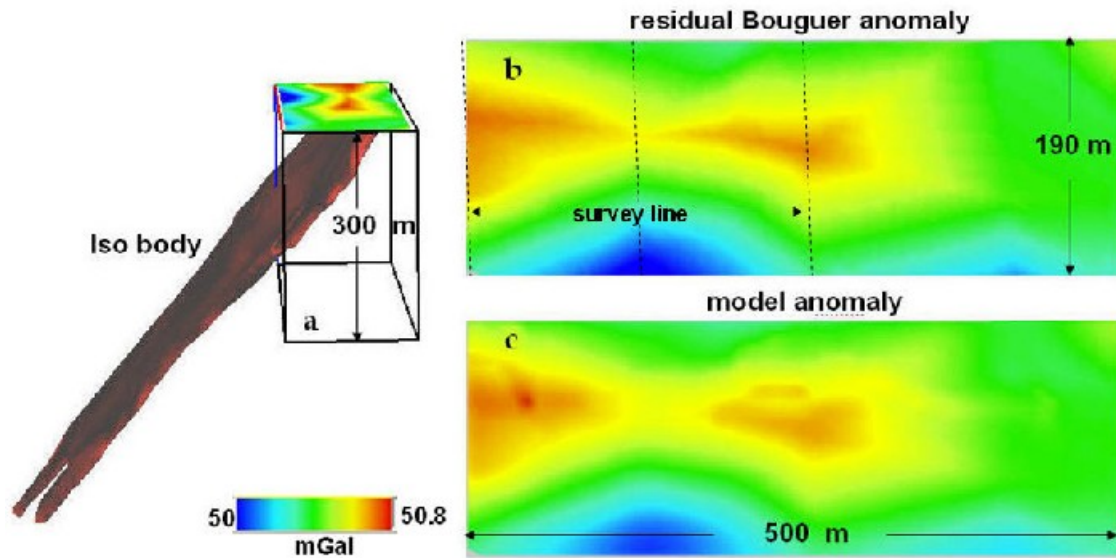 residual Bouguer anomaly
b
190 m
survey line
Iso body
300 m
a
model anomaly
c
500 m
50
50.8
mGal